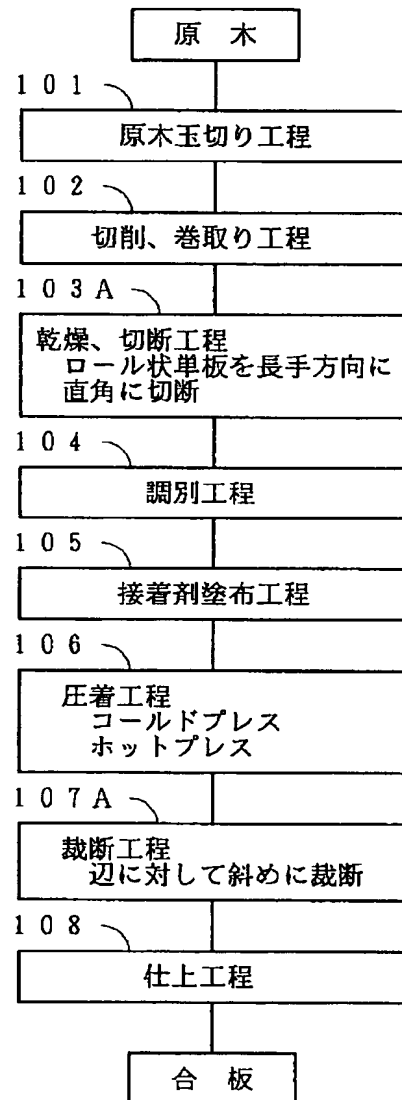 原 木
101
原木玉切り工程
102
切削、巻取り工程
103A
乾燥、切断工程
ロール状単板を長手方向に
直角に切断
104
調別工程
105
接着剤塗布工程
106
圧着工程
コールドプレス
ホットプレス
107A
裁断工程
辺に対して斜めに裁断
108
仕上工程
合 板